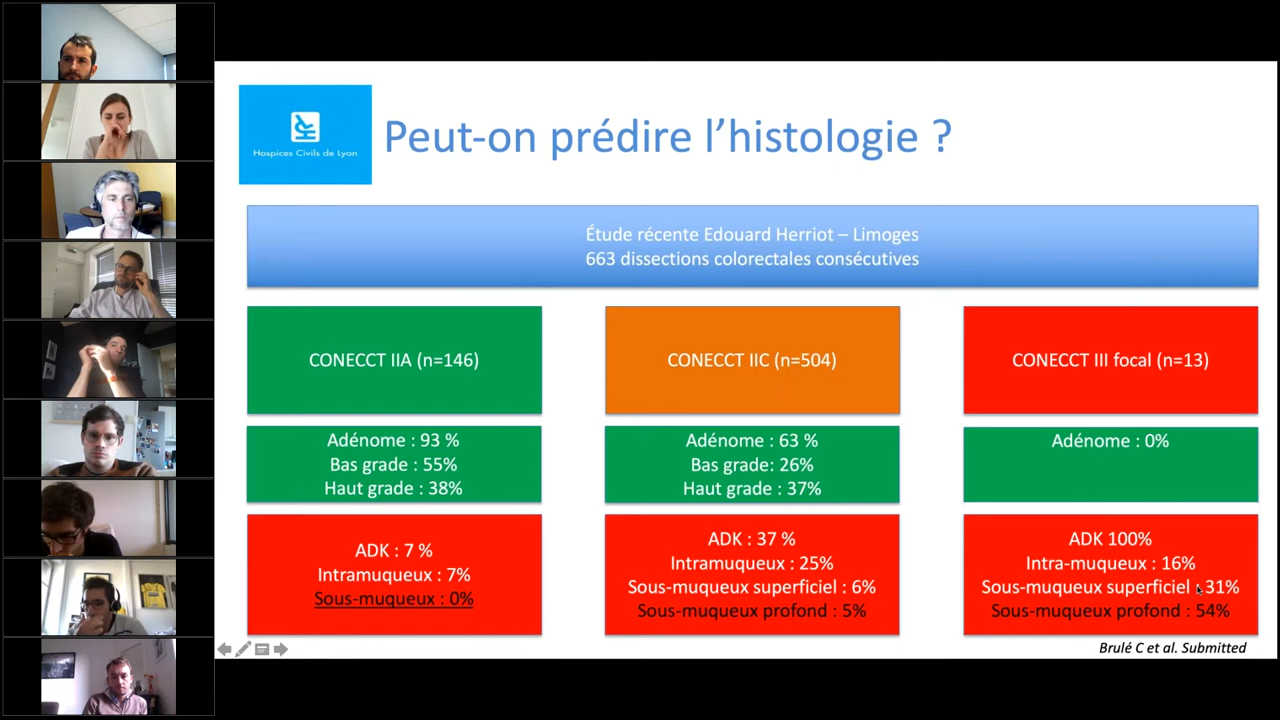 Hospices Civils de Lyon
Peut-on prédire l’histologie ?
Étude récente Edouard Herriot – Limoges
663 dissections colorectales consécutives
CONECCT IIA (n=146)
CONECCT IIC (n=504)
CONECCT III focal (n=13)
Adénome : 93 %
Bas grade : 55%
Haut grade : 38%
Adénome : 63 %
Bas grade: 26%
Haut grade : 37%
Adénome : 0%
ADK : 7 %
Intramuqueux : 7%
Sous-muqueux : 0%
ADK : 37 %
Intramuqueux : 25%
Sous-muqueux superficiel : 6%
Sous-muqueux profond : 5%
ADK 100%
Intra-muqueux : 16%
Sous-muqueux superficiel : 31%
Sous-muqueux profond : 54%
Brulé C et al. Submitted